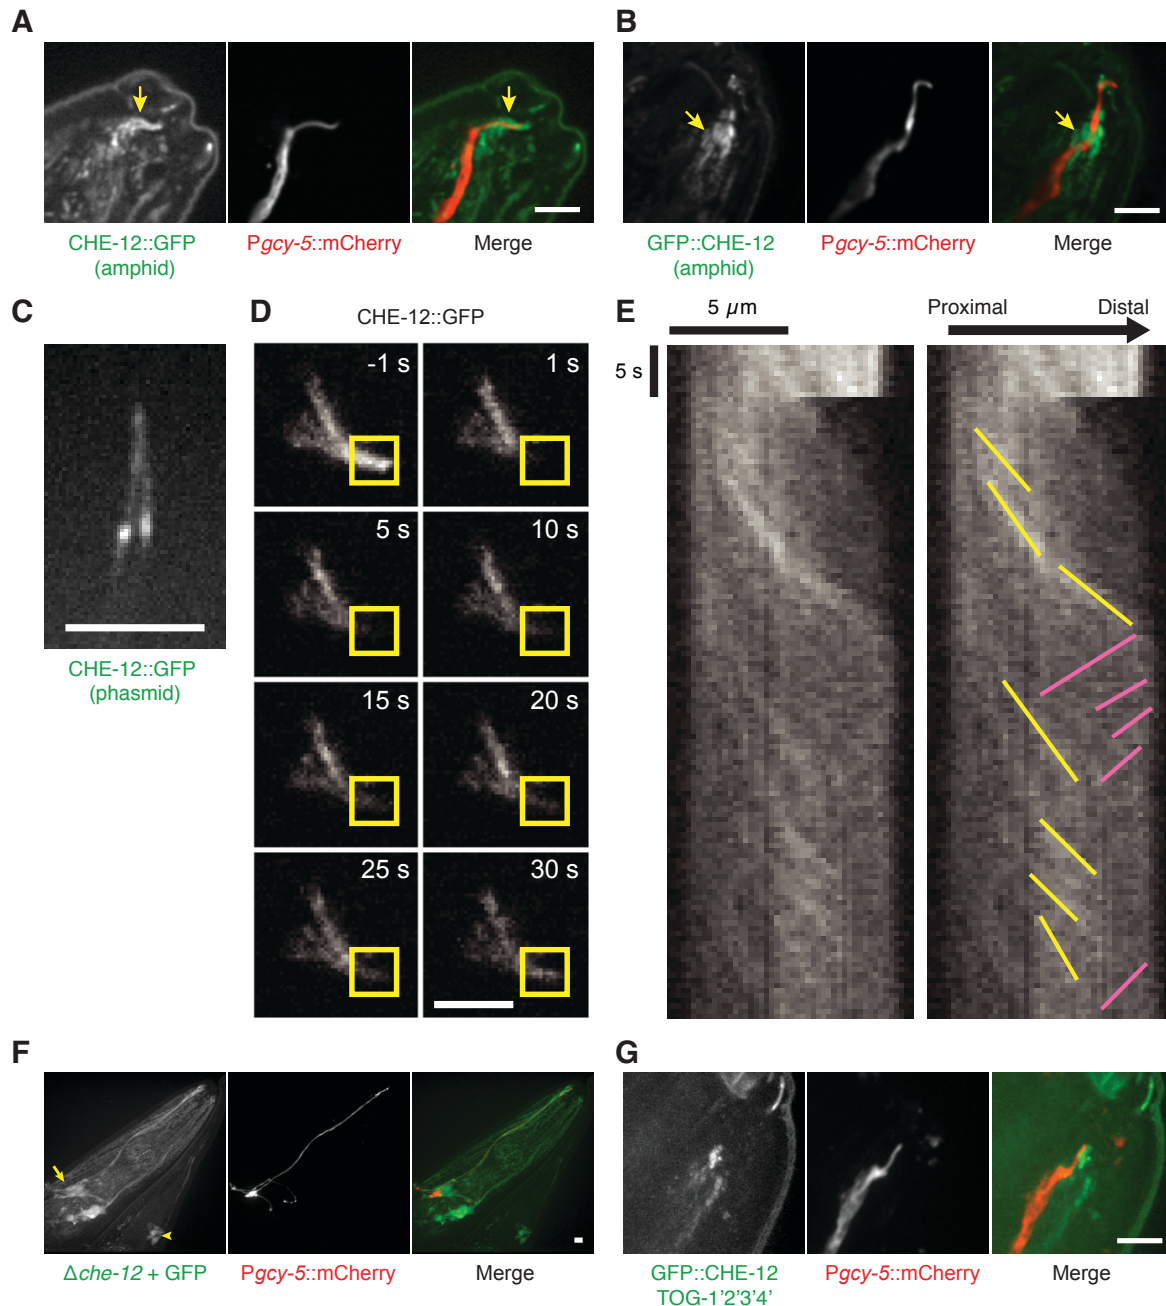 A
CHE-12::GFP
(amphid)
Pgcy-5::mCherry
Merge
B
GFP::CHE-12
(amphid)
Pgcy-5::mCherry
Merge
C
CHE-12::GFP
(phasmid)
D
CHE-12::GFP
-1 s
1 s
5 s
10 s
15 s
20 s
25 s
30 s
E
5 µm
5 s
Proximal
Distal
F
Δche-12 + GFP
Pgcy-5::mCherry
Merge
G
GFP::CHE-12
TOG-1'2'3'4'
Pgcy-5::mCherry
Merge